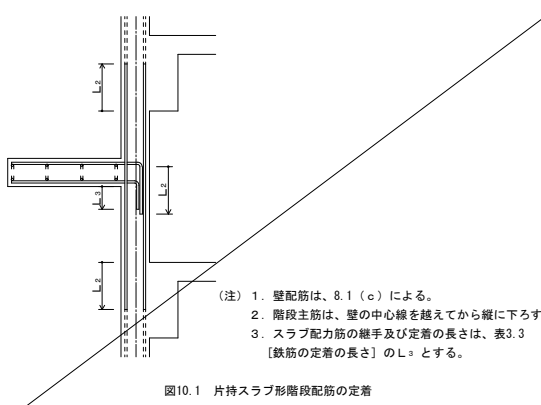 L₂
L₂
L₃
L₂
(注) 1. 壁配筋は、8.1(c)による。
2. 階段主筋は、壁の中心線を越えてから縦に下ろす
3. スラブ配力筋の継手及び定着の長さは、表3.3
[鉄筋の定着の長さ]のL₃とする。
図10.1 片持スラブ形階段配筋の定着